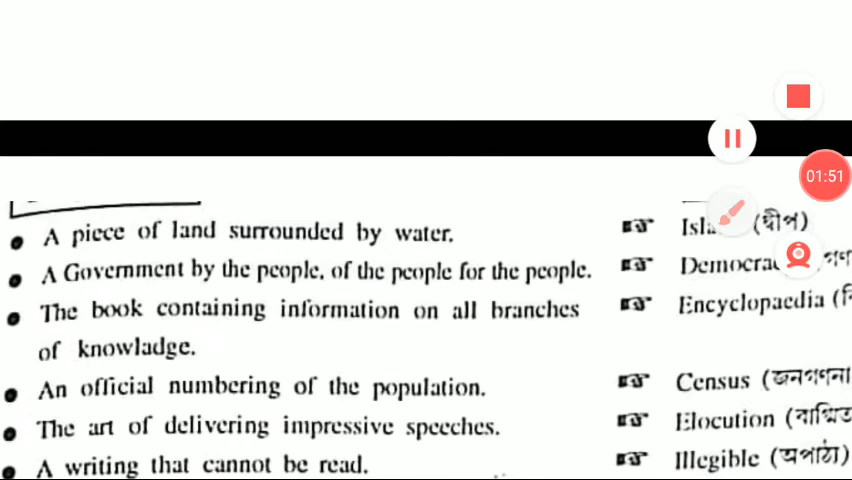 01:51
A piece of land surrounded by water. (দ্বীপ)
A Government by the people, of the people for the people.
The book containing information on all branches Encyclopaedia
of knowladge.
An official numbering of the population. Census (জনগণনা
The art of delivering impressive speeches. Elocution
A writing that cannot be read. Illegible (অপাঠ্য)